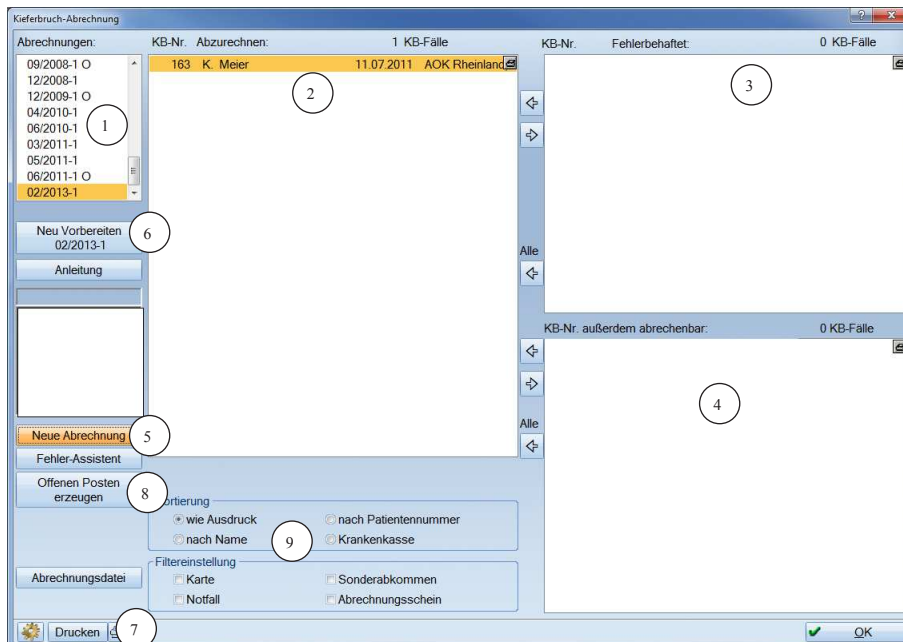 Kieferbruch-Abrechnung
Abrechnungen:
KB-Nr. Abzurechnen: 1 KB-Fälle
KB-Nr. Fehlerbehaftet: 0 KB-Fälle
09/2008-1 O
12/2008-1
12/2009-1 O
04/2010-1
06/2010-1
03/2011-1
05/2011-1
06/2011-1 O
02/2013-1
1
163 K. Meier 11.07.2011 AOK Rheinland
2
3
Neu Vorbereiten
02/2013-1
6
Anleitung
Alle
KB-Nr. außerdem abrechenbar: 0 KB-Fälle
4
Alle
Neue Abrechnung
5
Fehler-Assistent
Offenen Posten
erzeugen
8
ortierung
wie Ausdruck
nach Patientennummer
nach Name
Krankenkasse
9
Filtereinstellung
Karte
Sonderabkommen
Notfall
Abrechnungsschein
Abrechnungsdatei
Drucken
7
OK